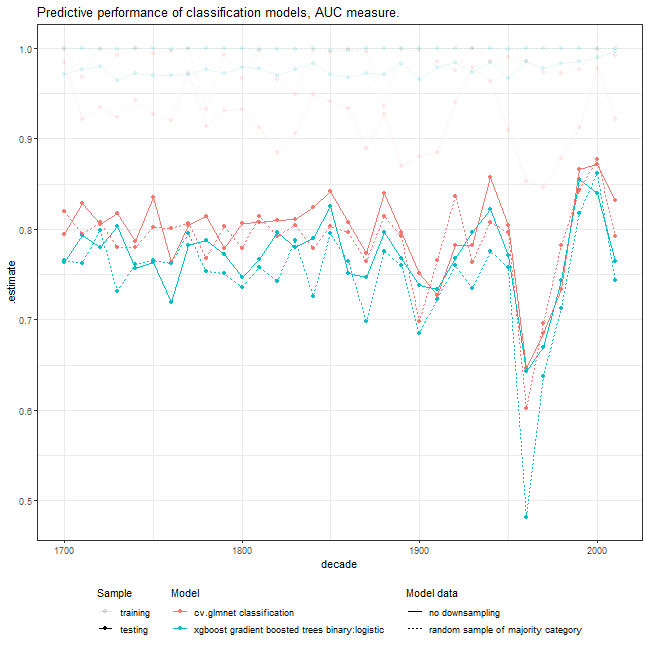 Predictive performance of classification models, AUC measure.
1.0
0.9
0.8
0.7
0.6
0.5
estimate
1700 1800 1900 2000
decade
Sample Model Model data
training cv.glmnet classification no downsampling
testing xgboost gradient boosted trees binary:logistic random sample of majority category